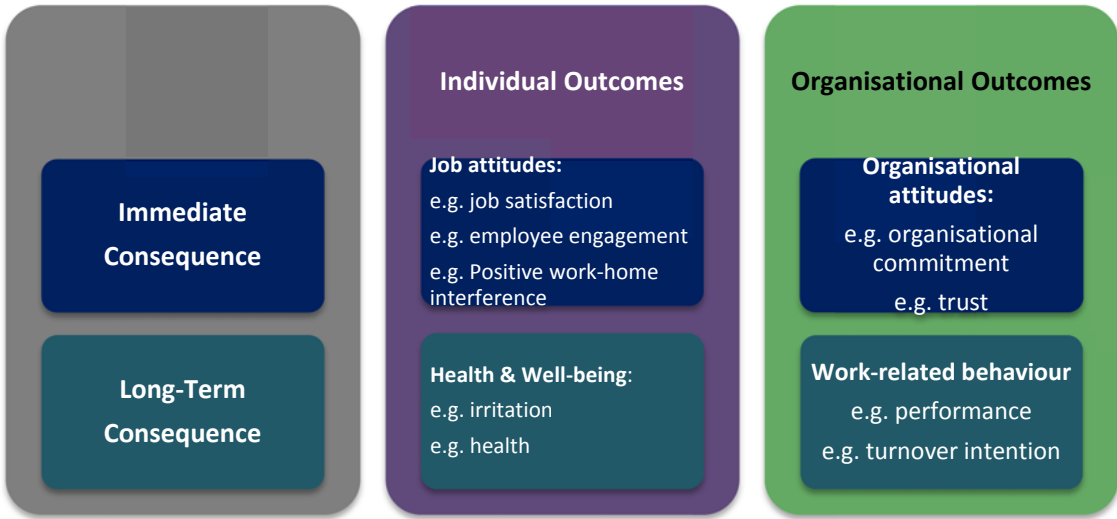 Individual Outcomes
Organisational Outcomes
Immediate
Consequence
Job attitudes:
e.g. job satisfaction
e.g. employee engagement
e.g. Positive work-home
interference
Organisational
attitudes:
e.g. organisational
commitment
e.g. trust
Long-Term
Consequence
Health & Well-being:
e.g. irritation
e.g. health
Work-related behaviour
e.g. performance
e.g. turnover intention